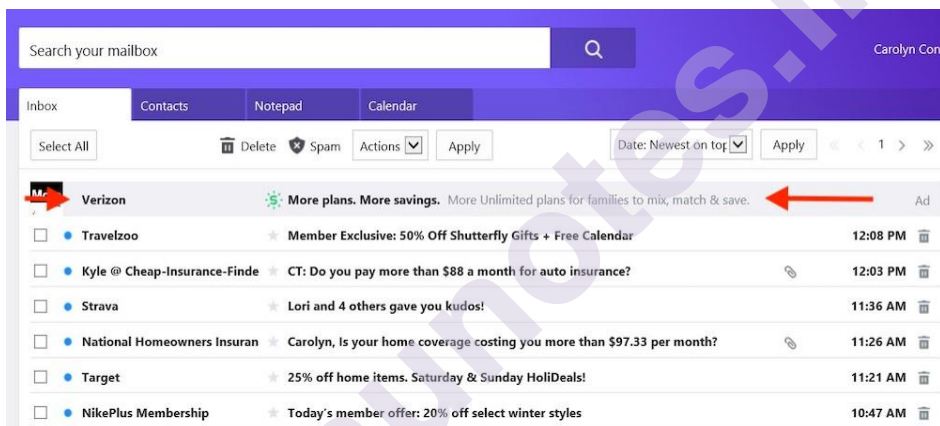 Search your mailbox
Carolyn Con
Inbox Contacts Notepad Calendar
Select All Delete Spam Actions Apply Date: Newest on top Apply « < 1 > »
Verizon More plans. More savings. More Unlimited plans for families to mix, match & save. Ad
Travelzoo Member Exclusive: 50% Off Shutterfly Gifts + Free Calendar 12:08 PM
Kyle @ Cheap-Insurance-Finde CT: Do you pay more than $88 a month for auto insurance? 12:03 PM
Strava Lori and 4 others gave you kudos! 11:36 AM
National Homeowners Insuran Carolyn, Is your home coverage costing you more than $97.33 per month? 11:26 AM
Target 25% off home items. Saturday & Sunday HoliDeals! 11:21 AM
NikePlus Membership Today's member offer: 20% off select winter styles 10:47 AM